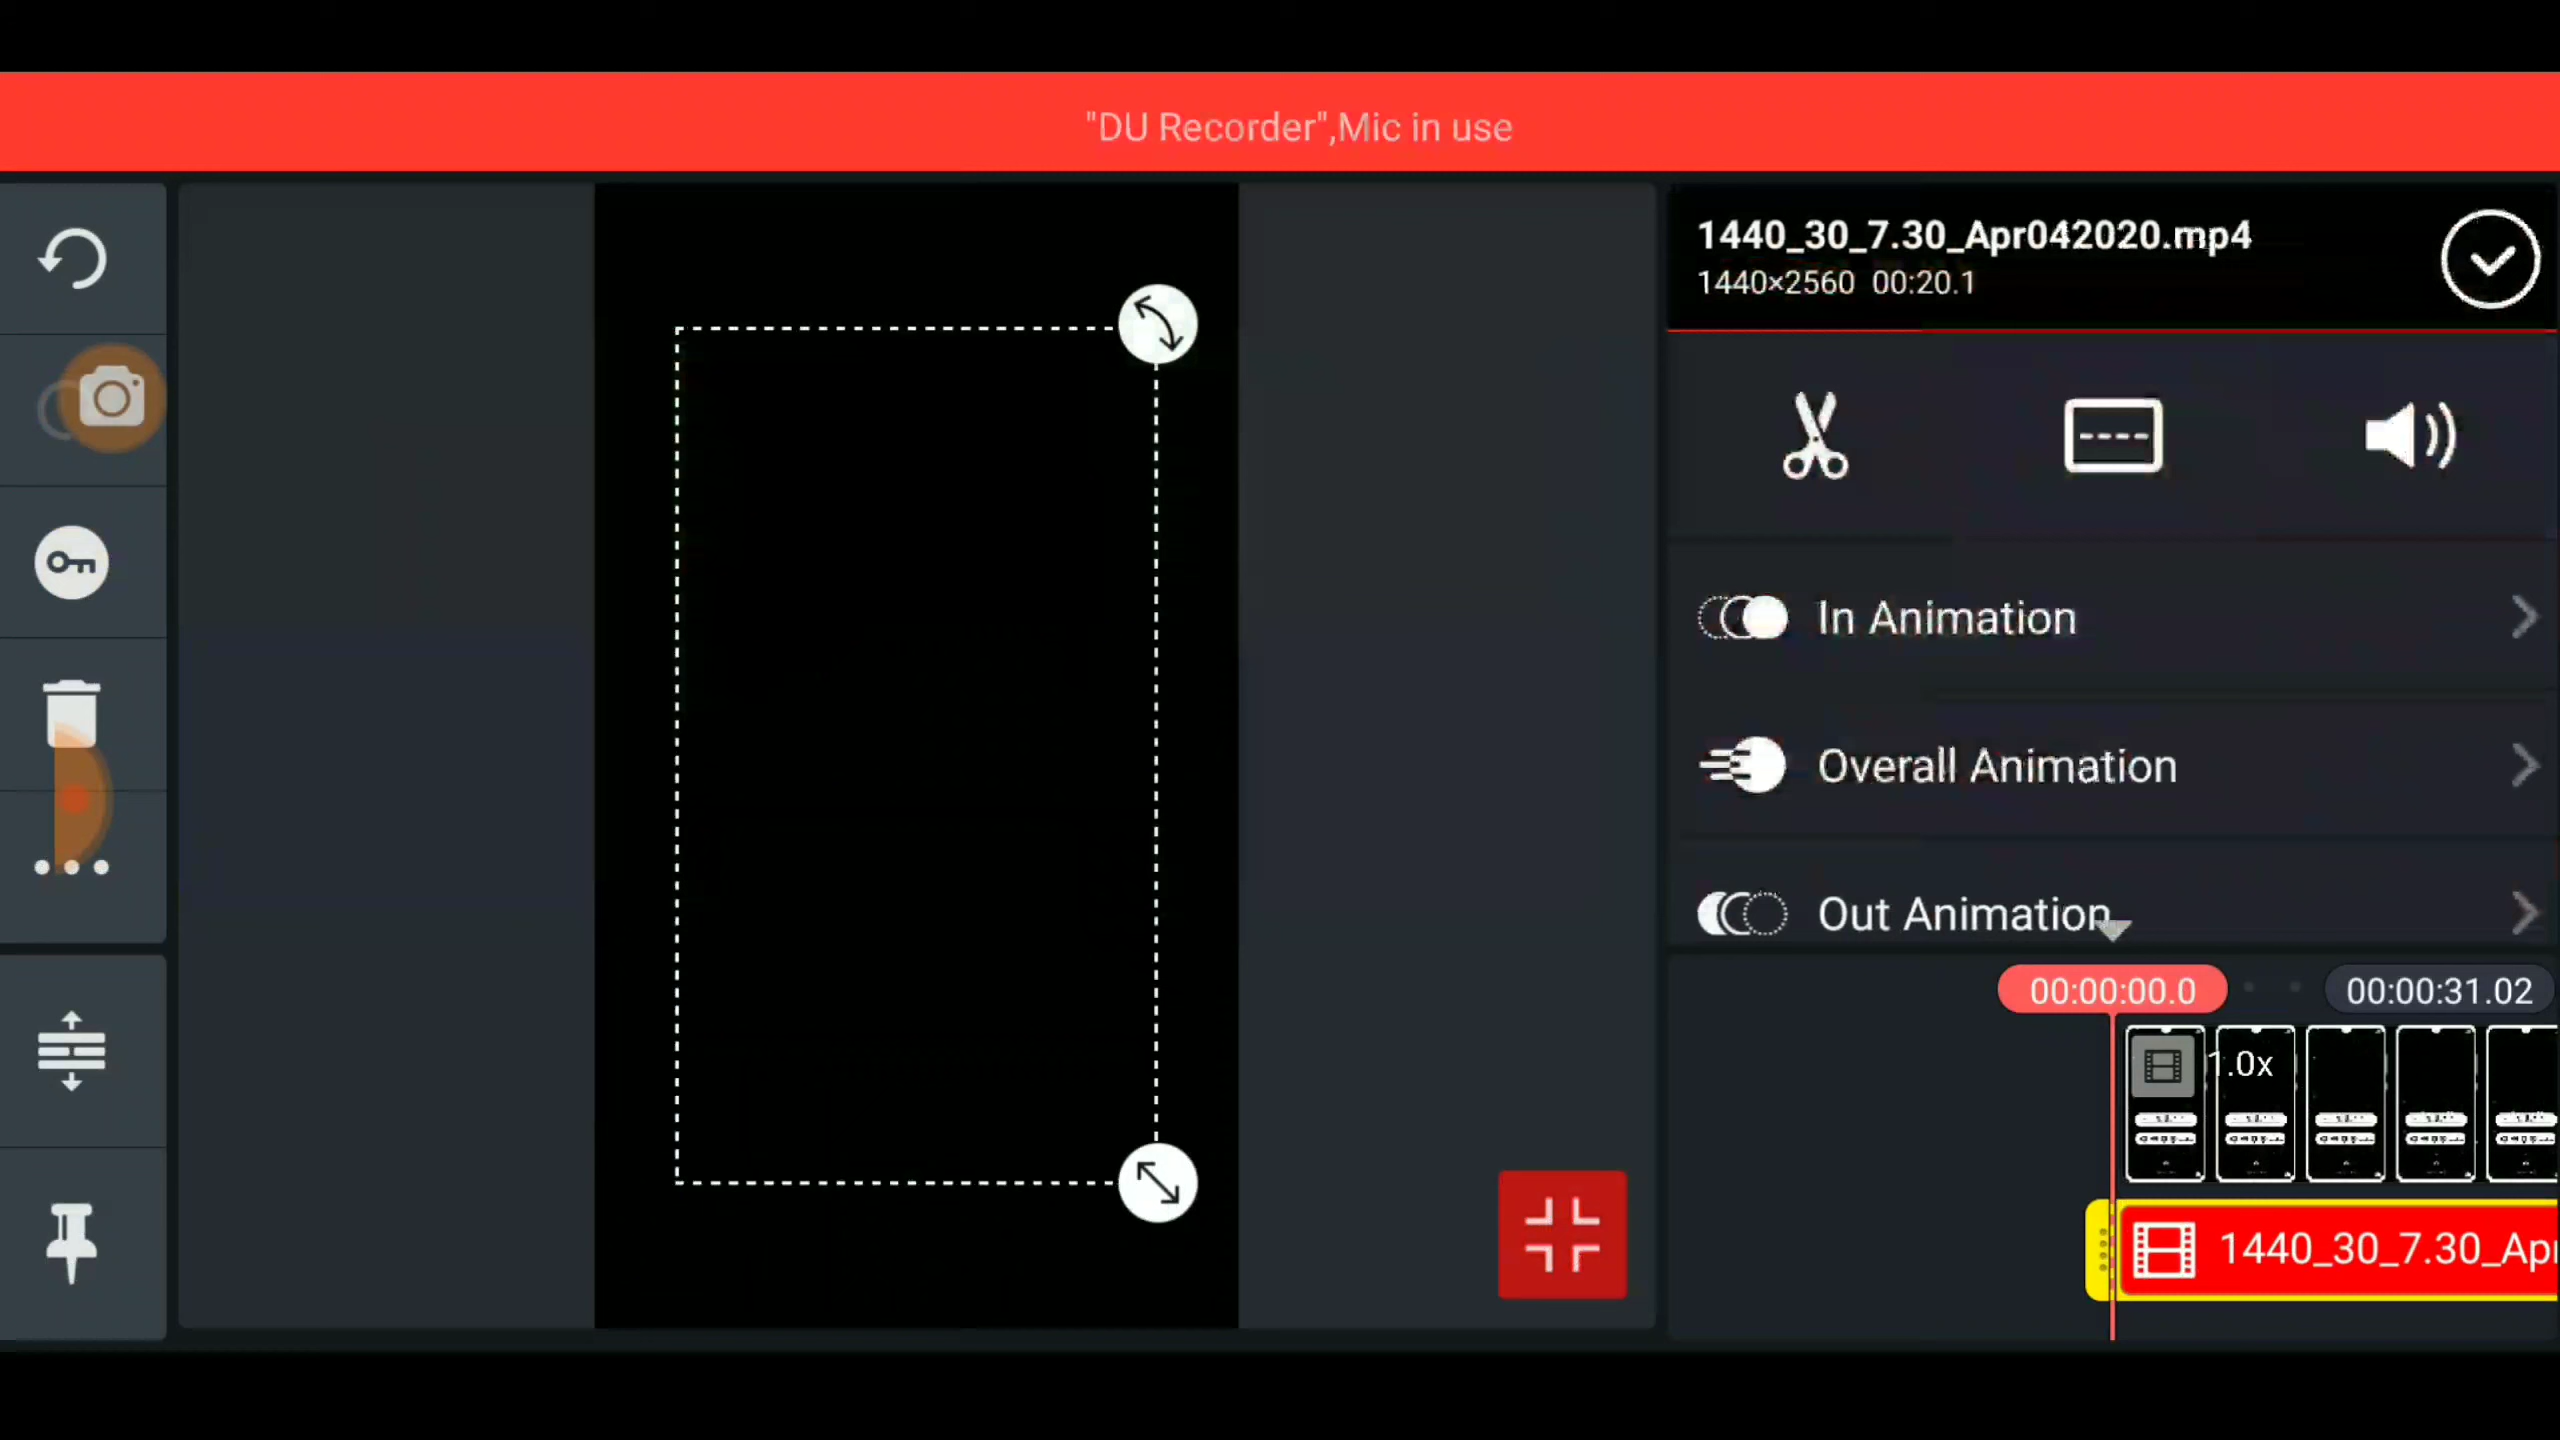 "DU Recorder",Mic in use
1440_30_7.30_Apr042020.mp4
1440×2560 00:20.1
In Animation
Overall Animation
Out Animation
00:00:00.0
00:00:31.02
1.0x
1440_30_7.30_Apr